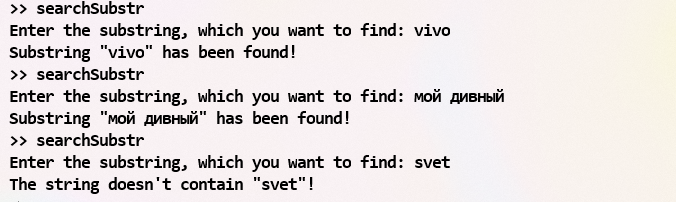 >> searchSubstr
Enter the substring, which you want to find: vivo
Substring "vivo" has been found!
>> searchSubstr
Enter the substring, which you want to find: мой дивный
Substring "мой дивный" has been found!
>> searchSubstr
Enter the substring, which you want to find: svet
The string doesn't contain "svet"!